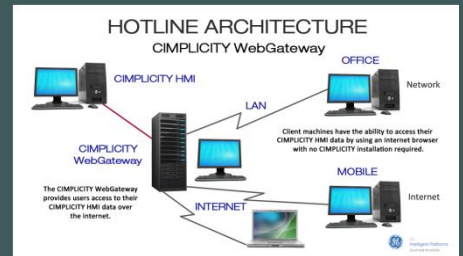 HOTLINE ARCHITECTURE
CIMPLICITY WebGateway
OFFICE
CIMPLICITY HMI
Network
LAN
Client machines have the ability to access their
CIMPLICITY HMI data by using an internet browser
with no CIMPLICITY installation required.
CIMPLICITY
WebGateway
MOBILE
The CIMPLICITY WebGateway
provides users access to their
CIMPLICITY HMI data over
the internet.
INTERNET
Internet
Intelligent Platforms